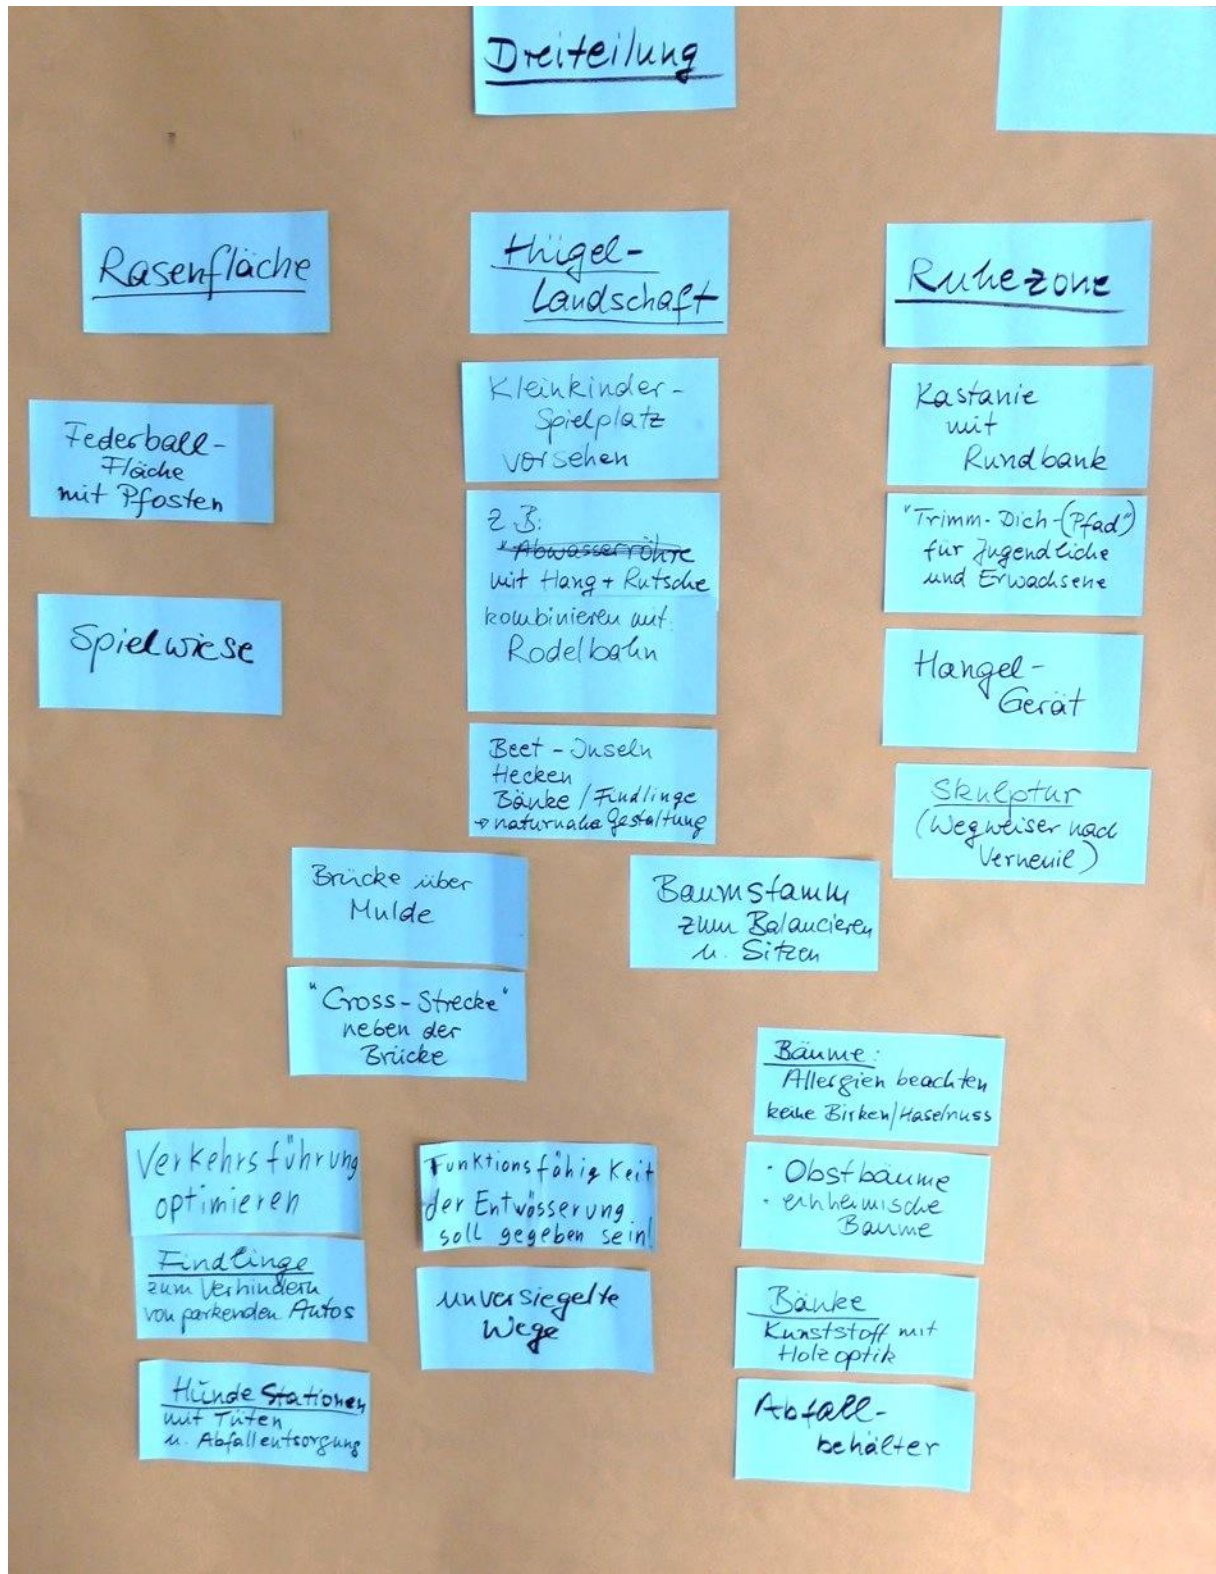 Dreiteilung
Rasenfläche
Federball-
Fläche
mit Pfosten
Spielwiese
Hügel-
Landschaft
Kleinkinder-
Spielplatz
vorsehen
z B:
"Abwasserröhre
mit Hang + Rutsche
kombinieren mit
Rodelbahn
Beet - Inseln
Hecken
Bänke / Findlinge
→ naturnahe Gestaltung
Ruhezone
Kastanie
mit
Rundbank
"Trimm-Dich-(Pfad")
für Jugendliche
und Erwachsene
Hangel-
Gerät
Skulptur
(Wegweiser nach
Verneuil)
Brücke über
Mulde
"Cross-Strecke"
neben der
Brücke
Baumstamm
zum Balancieren
u. Sitzen
Verkehrsführung
optimieren
Findlinge
zum Verhindern
von parkenden Autos
Hunde Stationen
mit Tüten
u. Abfallentsorgung
Funktionsfähigkeit
der Entwässerung
soll gegeben sein!
unversiegelte
Wege
Bäume:
Allergien beachten
keine Birken/Haselnuss
· Obstbäume
· einheimische
Bäume
Bänke
Kunststoff mit
Holzoptik
Abfall-
behälter